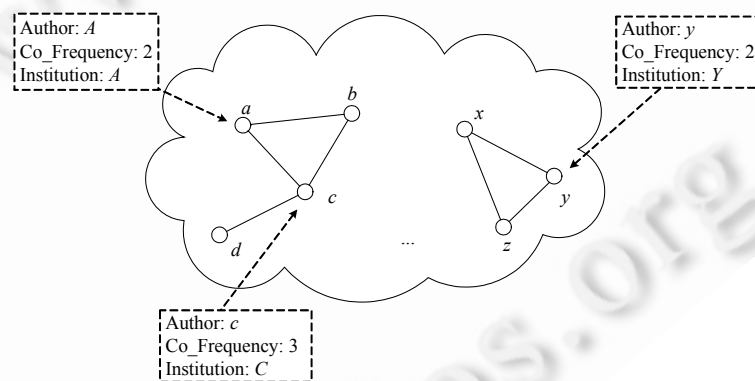 Author: A
Co_Frequency: 2
Institution: A
Author: y
Co_Frequency: 2
Institution: Y
a
b
x
c
y
d
z
...
Author: c
Co_Frequency: 3
Institution: C